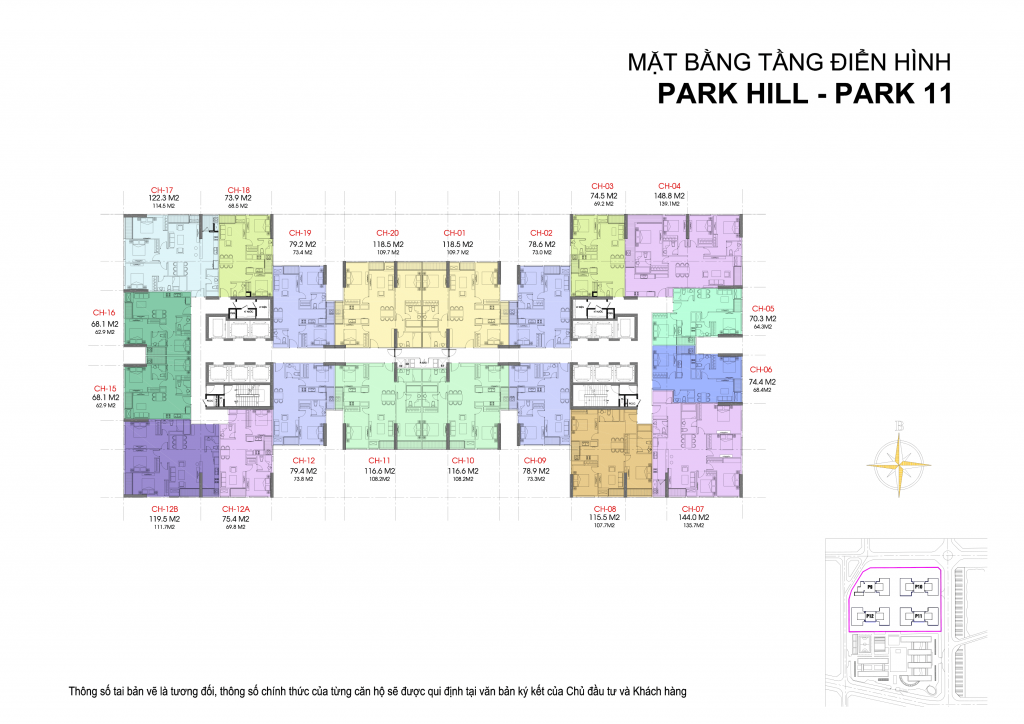 MẶT BẰNG TẦNG ĐIỂN HÌNH
PARK HILL - PARK 11
CH-17
122.3 M2
114.5 M2
CH-18
73.9 M2
68.5 M2
CH-19
79.2 M2
73.4 M2
CH-20
118.5 M2
109.7 M2
CH-01
118.5 M2
109.7 M2
CH-02
78.6 M2
73.0 M2
CH-03
74.5 M2
69.2 M2
CH-04
148.8 M2
139.1M2
CH-16
68.1 M2
62.9 M2
CH-05
70.3 M2
64.3M2
CH-15
68.1 M2
62.9 M2
CH-06
74.4 M2
68.4M2
CH-12
79.4 M2
73.8 M2
CH-11
116.6 M2
108.2M2
CH-10
116.6 M2
108.2M2
CH-09
78.9 M2
73.3M2
CH-12B
119.5 M2
111.7M2
CH-12A
75.4 M2
69.8 M2
CH-08
115.5 M2
107.7M2
CH-07
144.0 M2
135.7M2
B
P9
P10
P12
P11
Thông số tai bản vẽ là tương đối, thông số chính thức của từng căn hộ sẽ được qui định tại văn bản ký kết của Chủ đầu tư và Khách hàng